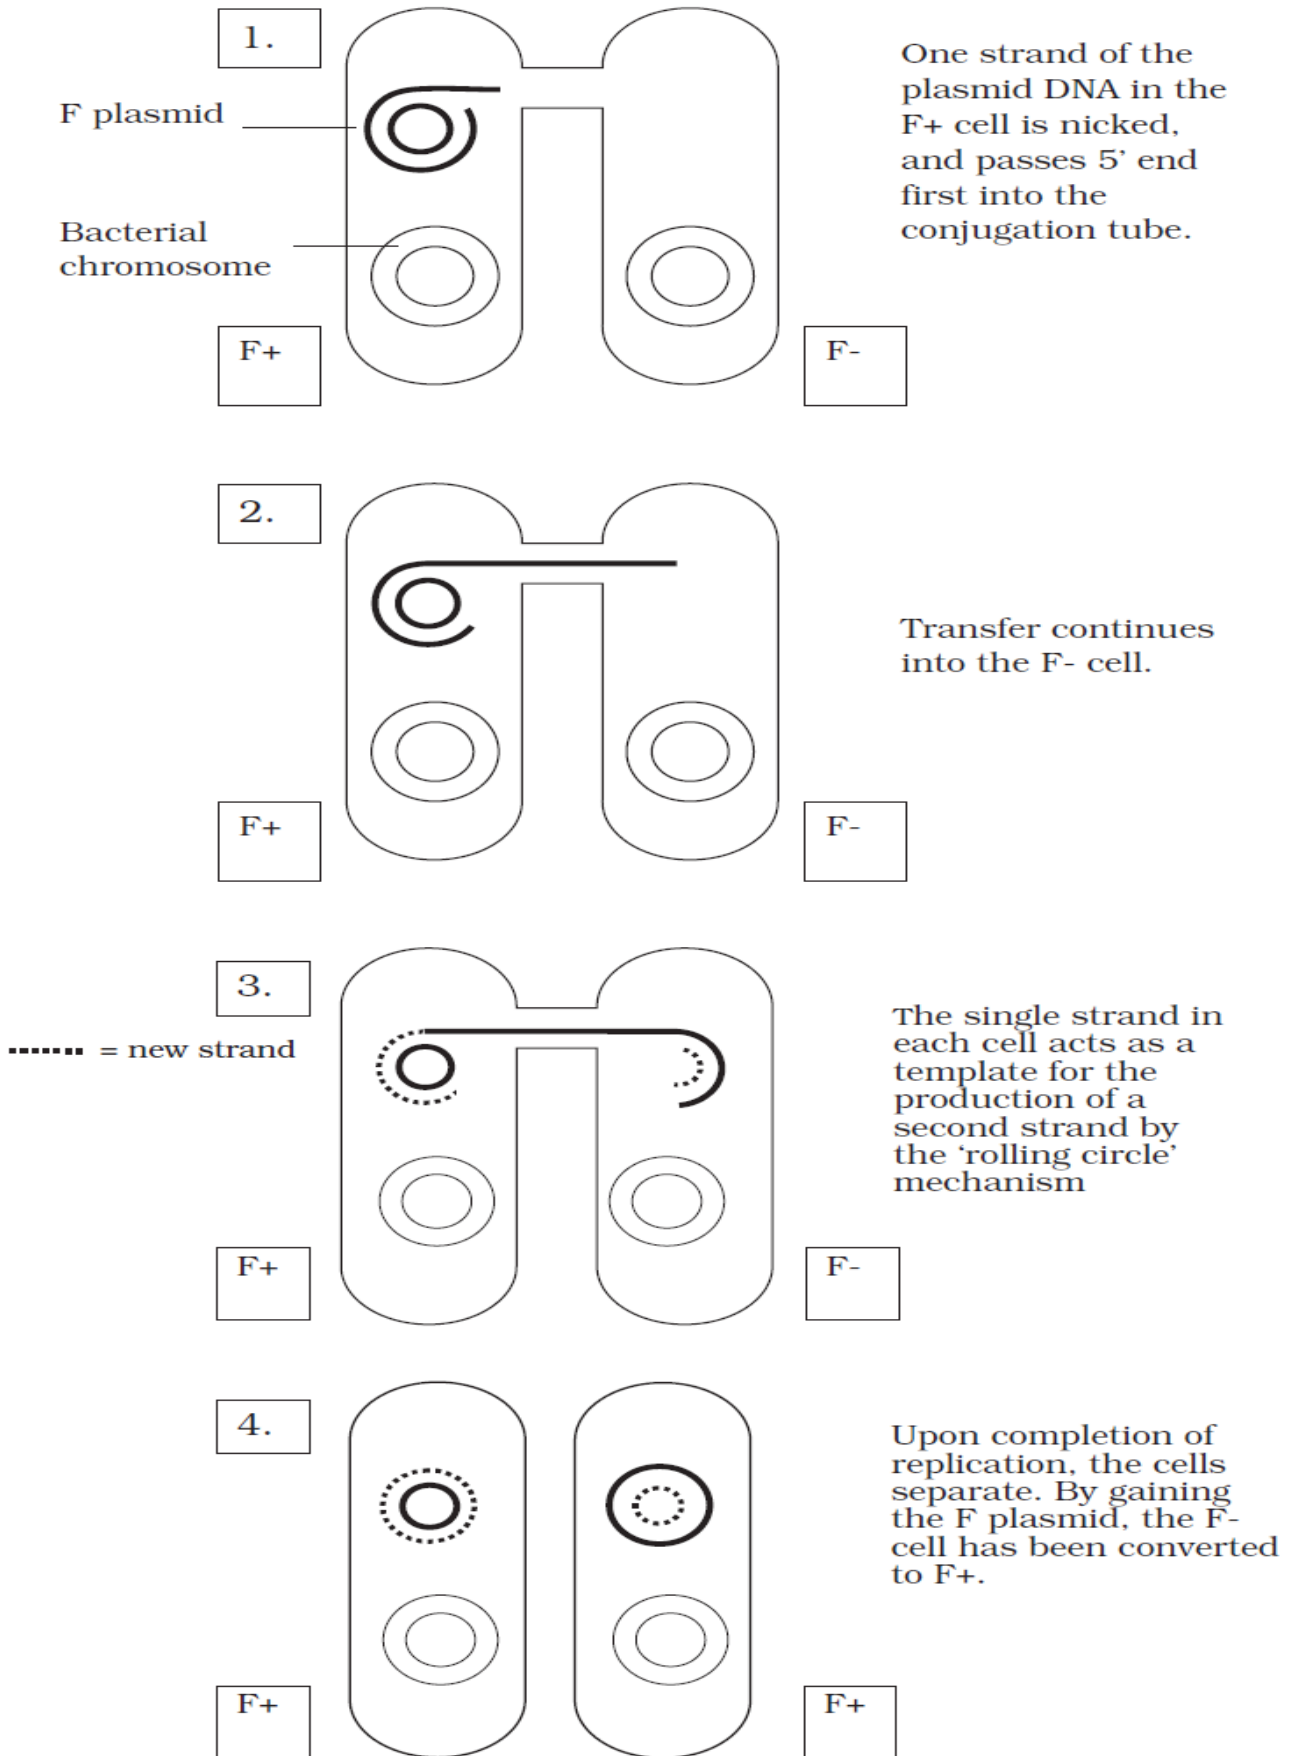 1.
One strand of the
plasmid DNA in the
F+ cell is nicked,
and passes 5’ end
first into the
conjugation tube.
F plasmid
Bacterial
chromosome
F+
F-
2.
Transfer continues
into the F- cell.
F+
F-
3.
= new strand
The single strand in
each cell acts as a
template for the
production of a
second strand by
the ‘rolling circle’
mechanism
F+
F-
4.
Upon completion of
replication, the cells
separate. By gaining
the F plasmid, the F-
cell has been converted
to F+.
F+
F+